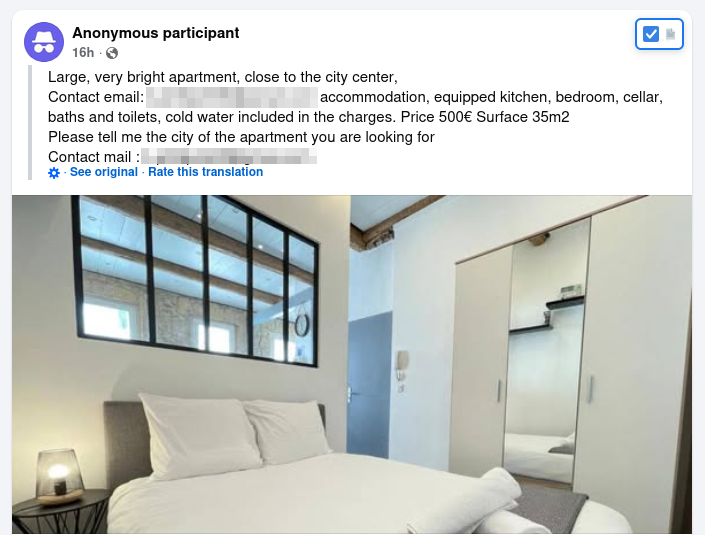 Anonymous participant
16h ·
Large, very bright apartment, close to the city center,
Contact email: accommodation, equipped kitchen, bedroom, cellar,
baths and toilets, cold water included in the charges. Price 500€ Surface 35m2
Please tell me the city of the apartment you are looking for
Contact mail :
· See original · Rate this translation